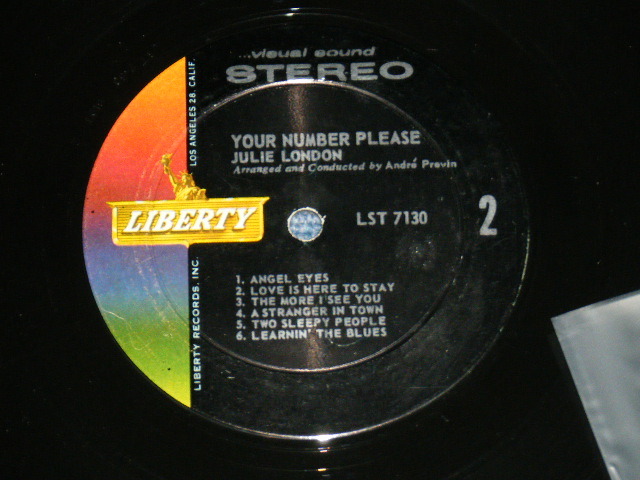 ...visual sound
STEREO
YOUR NUMBER PLEASE
JULIE LONDON
Arranged and Conducted by André Previn
LIBERTY
LST 7130
2
1. ANGEL EYES
2. LOVE IS HERE TO STAY
3. THE MORE I SEE YOU
4. A STRANGER IN TOWN
5. TWO SLEEPY PEOPLE
6. LEARNIN' THE BLUES
LIBERTY RECORDS, INC.
LOS ANGELES 28, CALIF.